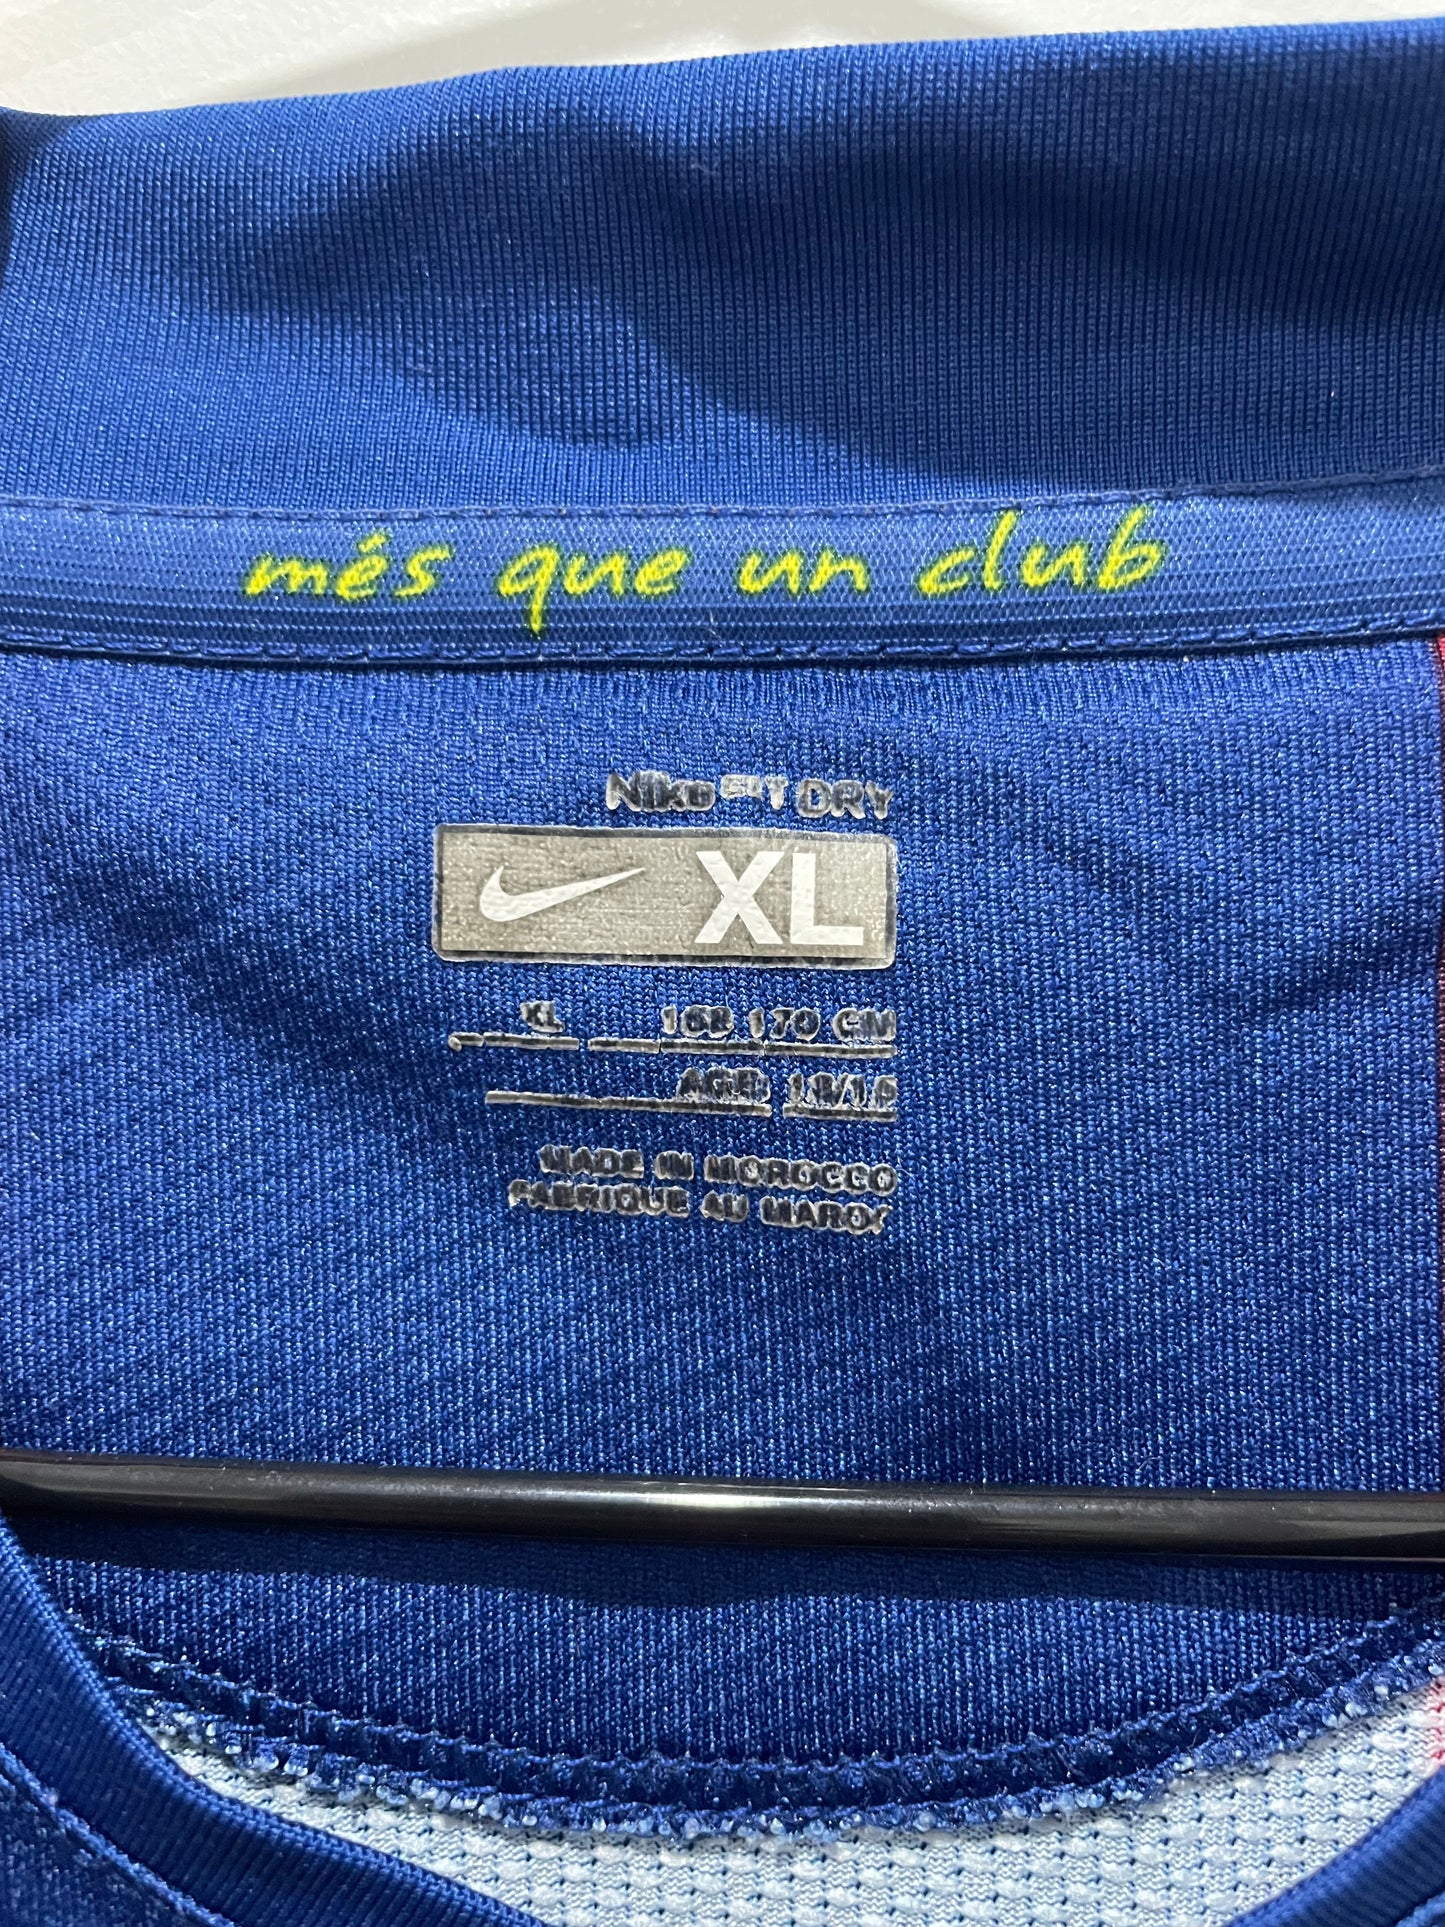 més que un club
NIKE FIT DRY
XL
XL 158 170 CM
AGE: 13/15
MADE IN MOROCCO
FABRIQUE AU MAROC